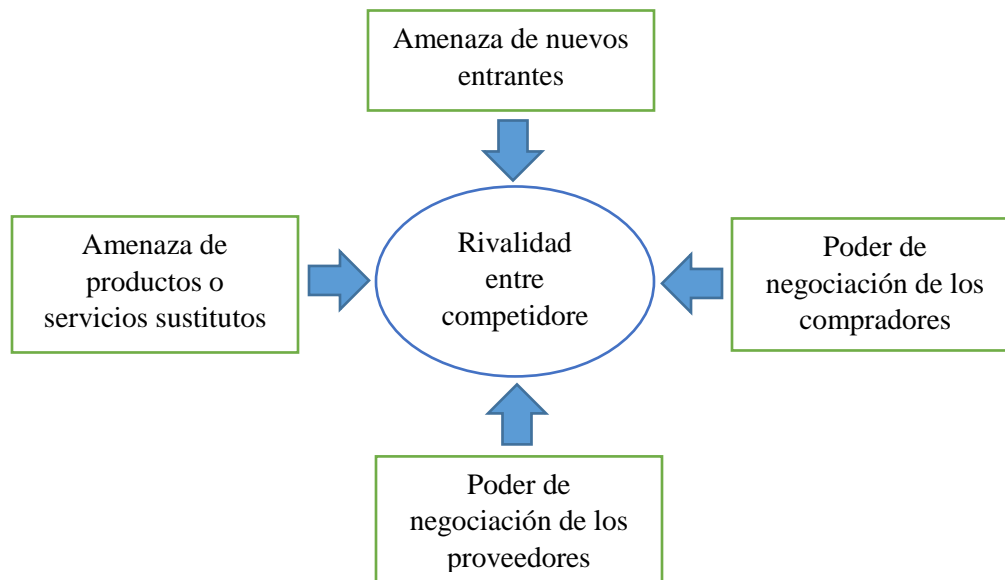 Amenaza de nuevos
entrantes
Amenaza de
productos o
servicios sustitutos
Rivalidad
entre
competidore
Poder de
negociación de los
compradores
Poder de
negociación de los
proveedores